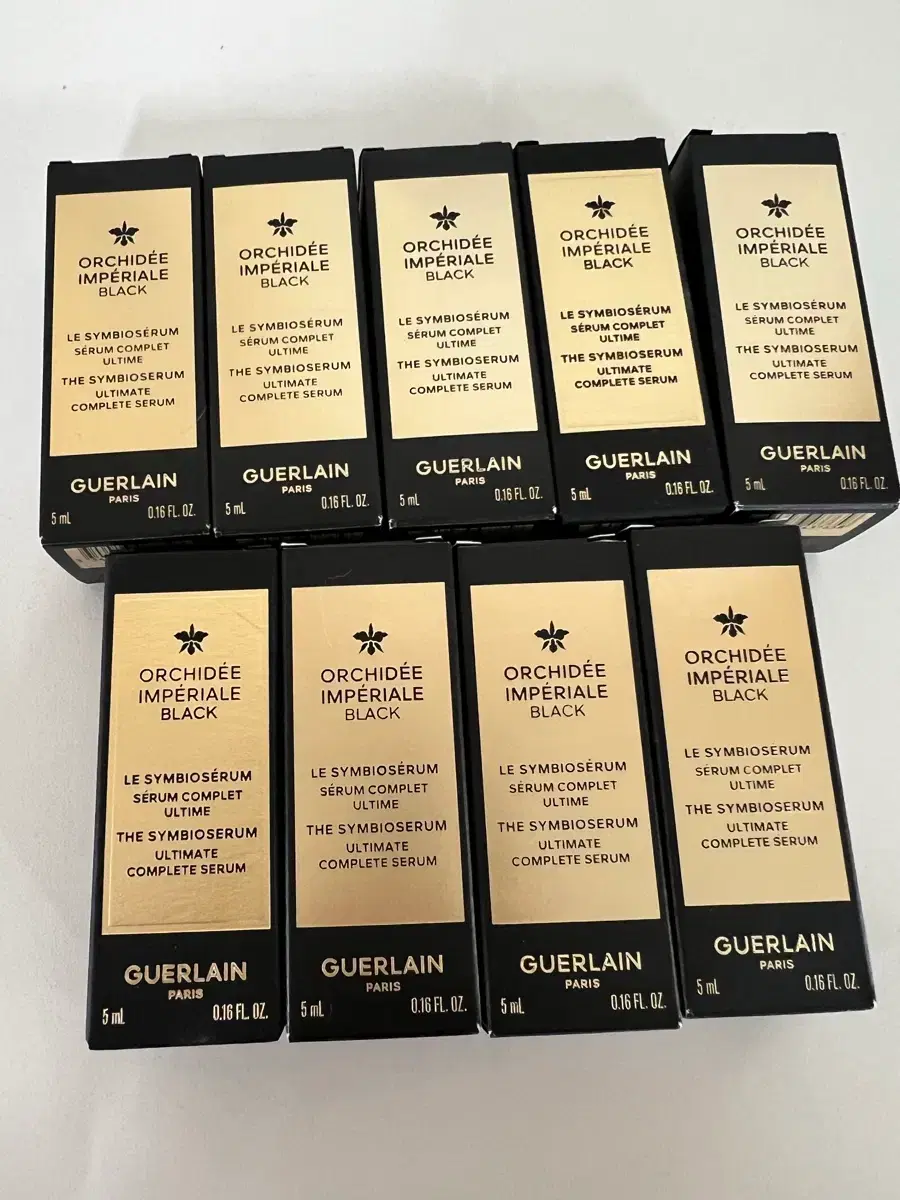 ORCHIDÉE
IMPÉRIALE
BLACK
LE SYMBIOSÉRUM
SÉRUM COMPLET
ULTIME
THE SYMBIOSERUM
ULTIMATE
COMPLETE SERUM
GUERLAIN
PARIS
5 mL 0.16 FL. OZ.
ORCHIDÉE
IMPÉRIALE
BLACK
LE SYMBIOSÉRUM
SÉRUM COMPLET
ULTIME
THE SYMBIOSERUM
ULTIMATE
COMPLETE SERUM
GUERLAIN
PARIS
5 mL 0.16 FL. OZ.
ORCHIDÉE
IMPÉRIALE
BLACK
LE SYMBIOSÉRUM
SÉRUM COMPLET
ULTIME
THE SYMBIOSERUM
ULTIMATE
COMPLETE SERUM
GUERLAIN
PARIS
5 mL 0.16 FL. OZ.
ORCHIDÉE
IMPÉRIALE
BLACK
LE SYMBIOSÉRUM
SÉRUM COMPLET
ULTIME
THE SYMBIOSERUM
ULTIMATE
COMPLETE SERUM
GUERLAIN
PARIS
5 mL 0.16 FL. OZ.
ORCHIDÉE
IMPÉRIALE
BLACK
LE SYMBIOSÉRUM
SÉRUM COMPLET
ULTIME
THE SYMBIOSERUM
ULTIMATE
COMPLETE SERUM
GUERLAIN
PARIS
5 mL 0.16 FL. OZ.
ORCHIDÉE
IMPÉRIALE
BLACK
LE SYMBIOSÉRUM
SÉRUM COMPLET
ULTIME
THE SYMBIOSERUM
ULTIMATE
COMPLETE SERUM
GUERLAIN
PARIS
5 mL 0.16 FL. OZ.
ORCHIDÉE
IMPÉRIALE
BLACK
LE SYMBIOSÉRUM
SÉRUM COMPLET
ULTIME
THE SYMBIOSERUM
ULTIMATE
COMPLETE SERUM
GUERLAIN
PARIS
5 mL 0.16 FL. OZ.
ORCHIDÉE
IMPÉRIALE
BLACK
LE SYMBIOSÉRUM
SÉRUM COMPLET
ULTIME
THE SYMBIOSERUM
ULTIMATE
COMPLETE SERUM
GUERLAIN
PARIS
5 mL 0.16 FL. OZ.
ORCHIDÉE
IMPÉRIALE
BLACK
LE SYMBIOSÉRUM
SÉRUM COMPLET
ULTIME
THE SYMBIOSERUM
ULTIMATE
COMPLETE SERUM
GUERLAIN
PARIS
5 mL 0.16 FL. OZ.